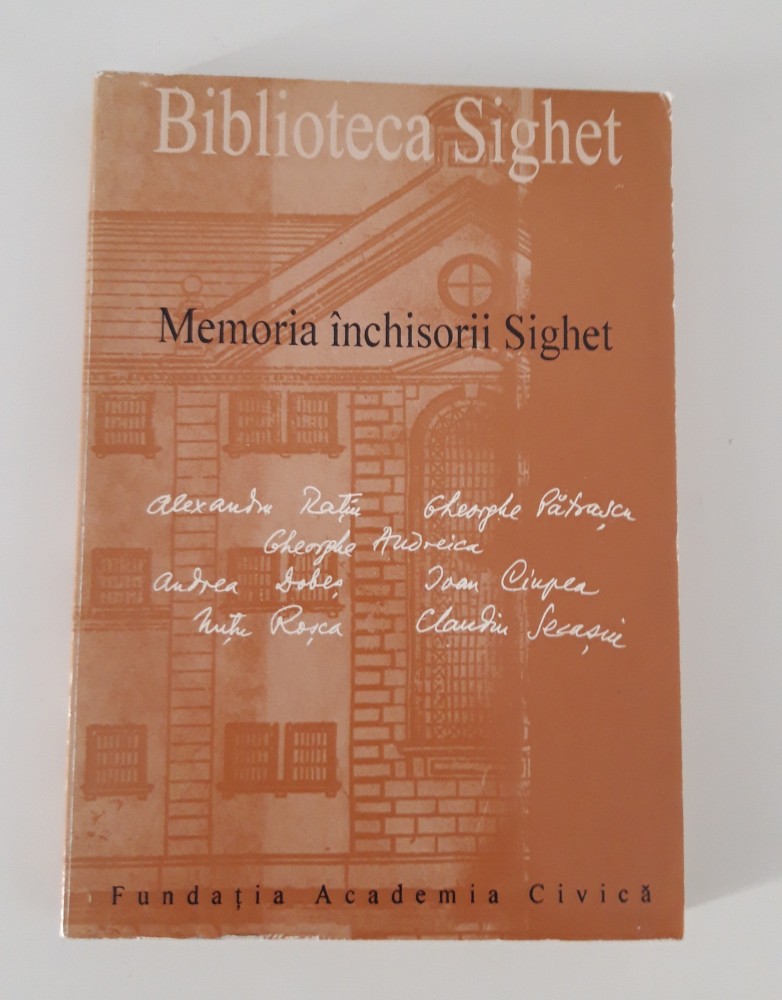 Biblioteca Sighet
Memoria închisorii Sighet
Alexandru Rațiu Gheorghe Pătrașcu
Gheorghe Andreica
Andrea Dobeș Ioan Ciupea
Nuțu Roșca Claudiu Secașiu
Fundația Academia Civică